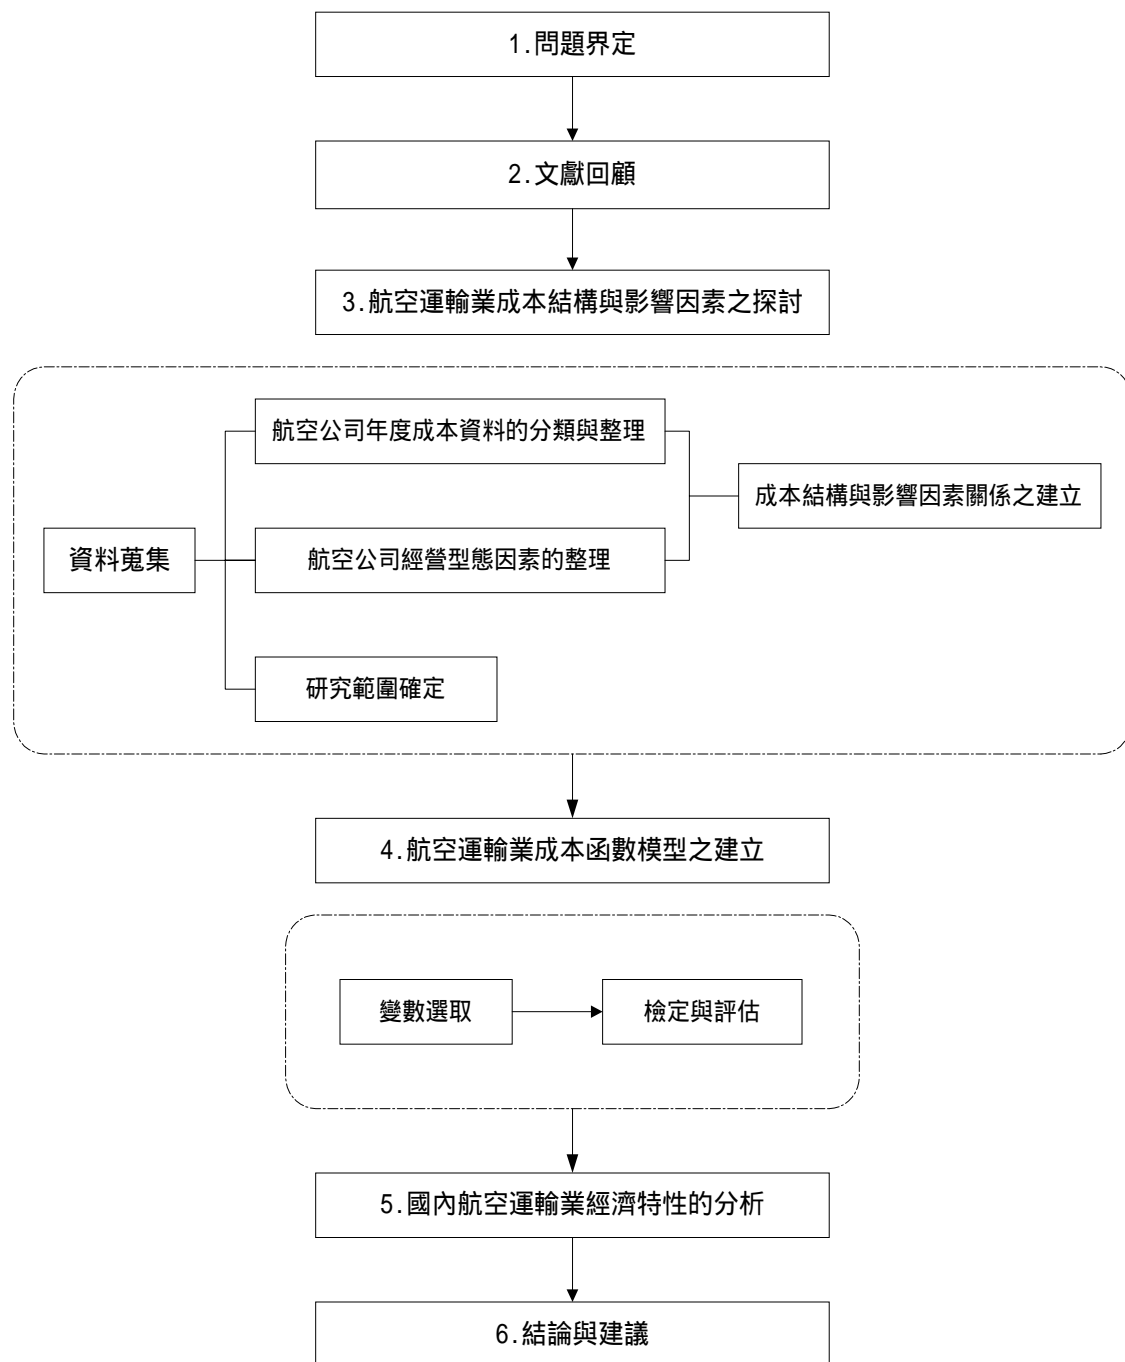 1.問題界定
2.文獻回顧
3.航空運輸業成本結構與影響因素之探討
航空公司年度成本資料的分類與整理
成本結構與影響因素關係之建立
資料蒐集
航空公司經營型態因素的整理
研究範圍確定
4.航空運輸業成本函數模型之建立
變數選取
檢定與評估
5.國內航空運輸業經濟特性的分析
6.結論與建議